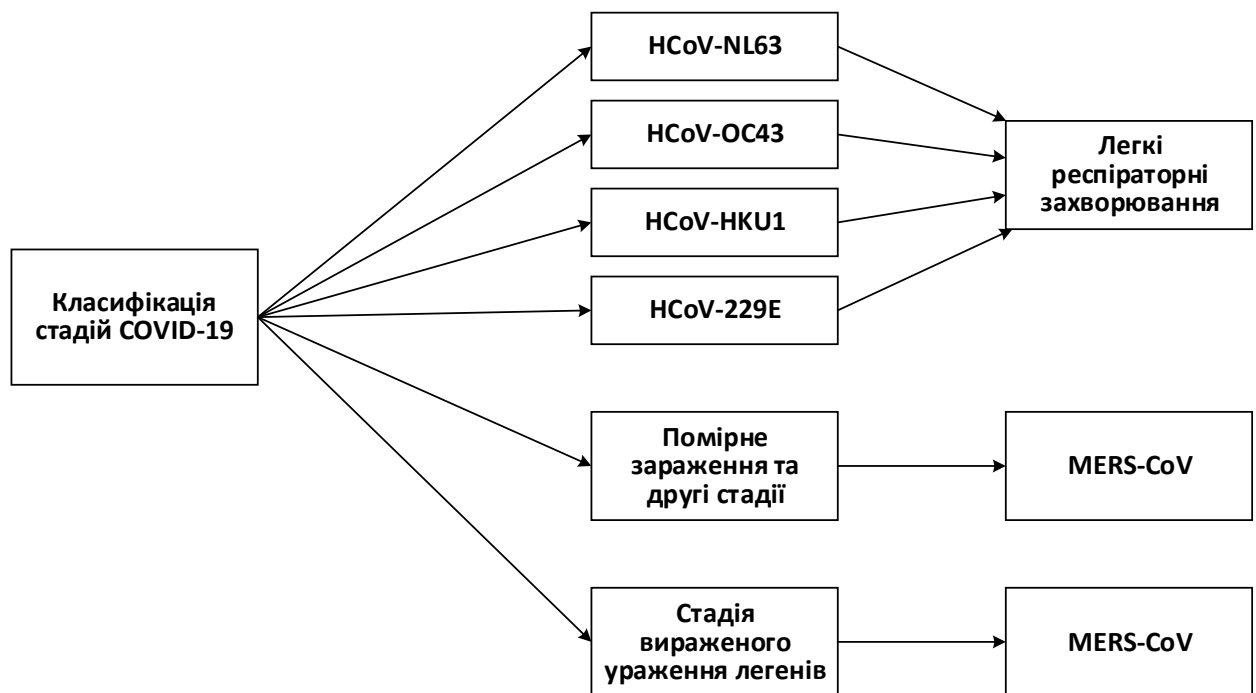 Класифікація
стадій COVID-19
HCoV-NL63
HCoV-OC43
HCoV-HKU1
HCoV-229E
Легкі
респіраторні
захворювання
Помірне
зараження та
другі стадії
MERS-CoV
Стадія
вираженого
ураження легенів
MERS-CoV